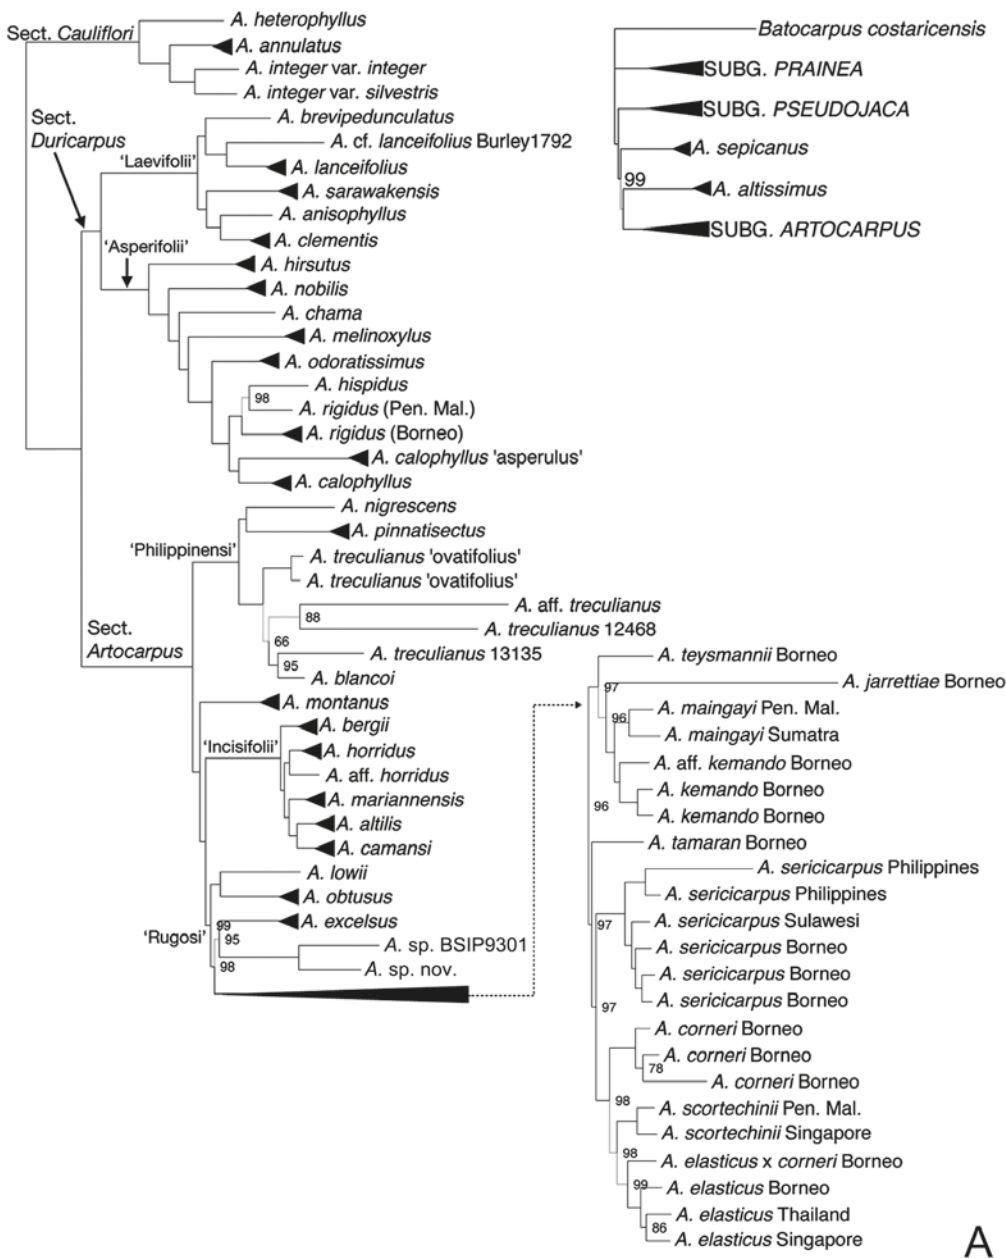 Sect. Cauliflori
A. heterophyllus
A. annulatus
A. integer var. integer
A. integer var. silvestris
Sect.
Duricarpus
'Laevifolii'
A. brevipedunculatus
A. cf. lanceifolius Burley1792
A. lanceifolius
A. sarawakensis
A. anisophyllus
A. clementis
'Asperifolii'
A. hirsutus
A. nobilis
A. chama
A. melinoxylus
A. odoratissimus
A. hispidus
98
A. rigidus (Pen. Mal.)
A. rigidus (Borneo)
A. calophyllus 'asperulus'
A. calophyllus
Sect.
Artocarpus
'Philippinensi'
A. nigrescens
A. pinnatisectus
A. treculianus 'ovatifolius'
A. treculianus 'ovatifolius'
A. aff. treculianus
88
A. treculianus 12468
66
A. treculianus 13135
95
A. blancoi
A. montanus
'Incisifolii'
A. bergii
A. horridus
A. aff. horridus
A. mariannensis
A. altilis
A. camansi
A. lowii
A. obtusus
A. excelsus
99
'Rugosi'
95
A. sp. BSIP9301
98
A. sp. nov.
Batocarpus costaricensis
SUBG. PRAINEA
SUBG. PSEUDOJACA
A. sepicanus
99
A. altissimus
SUBG. ARTOCARPUS
A. teysmannii Borneo
97
A. jarrettiae Borneo
A. maingayi Pen. Mal.
96
A. maingayi Sumatra
A. aff. kemando Borneo
A. kemando Borneo
96
A. kemando Borneo
A. tamaran Borneo
A. sericicarpus Philippines
A. sericicarpus Philippines
97
A. sericicarpus Sulawesi
A. sericicarpus Borneo
A. sericicarpus Borneo
A. sericicarpus Borneo
97
A. corneri Borneo
A. corneri Borneo
78
A. corneri Borneo
98
A. scortechinii Pen. Mal.
A. scortechinii Singapore
98
A. elasticus x corneri Borneo
99
A. elasticus Borneo
A. elasticus Thailand
86
A. elasticus Singapore
A